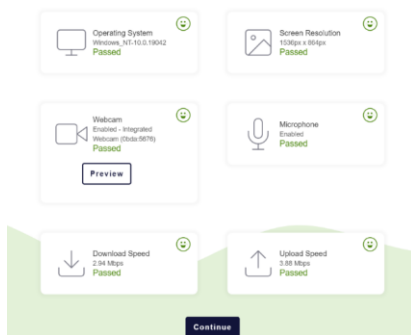 Operating System
Windows_NT-10.0.19042
Passed
Screen Resolution
1536px x 864px
Passed
Webcam
Enabled - Integrated
Webcam (0bda:5676)
Passed
Preview
Microphone
Enabled
Passed
Download Speed
2.94 Mbps
Passed
Upload Speed
3.88 Mbps
Passed
Continue